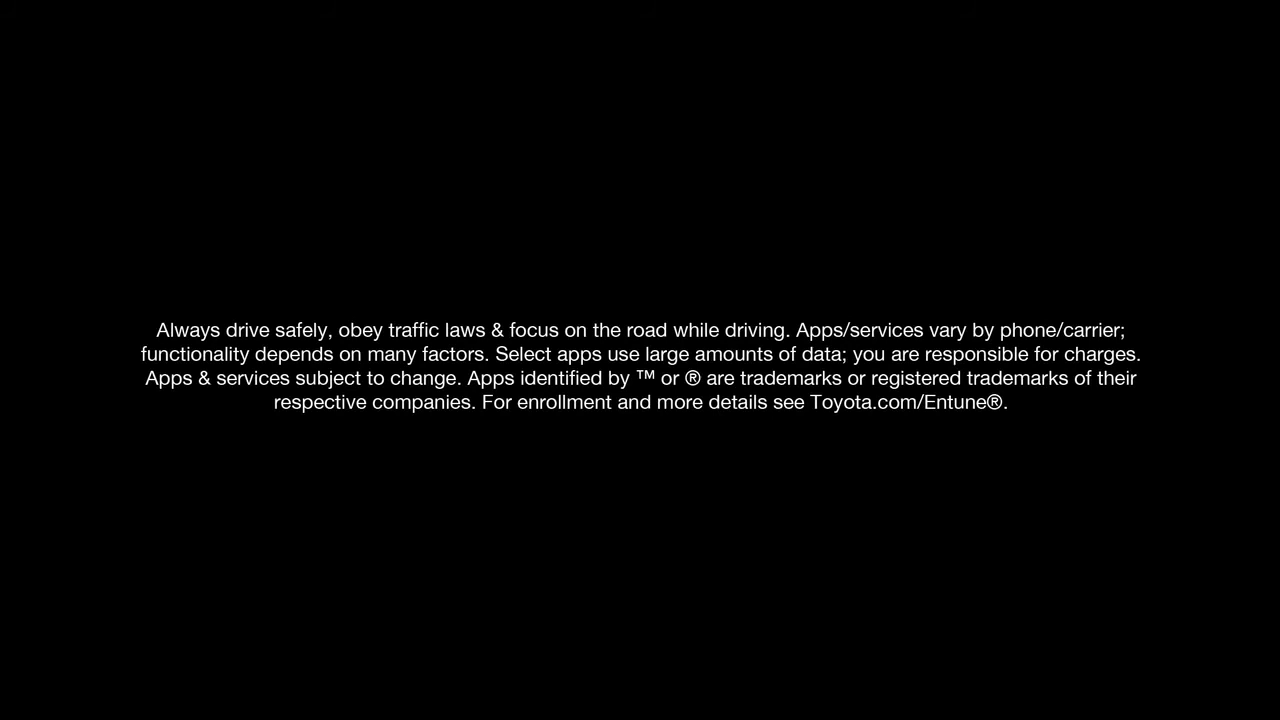 Always drive safely, obey traffic laws & focus on the road while driving. Apps/services vary by phone/carrier;
functionality depends on many factors. Select apps use large amounts of data; you are responsible for charges.
Apps & services subject to change. Apps identified by ™ or ® are trademarks or registered trademarks of their
respective companies. For enrollment and more details see Toyota.com/Entune®.